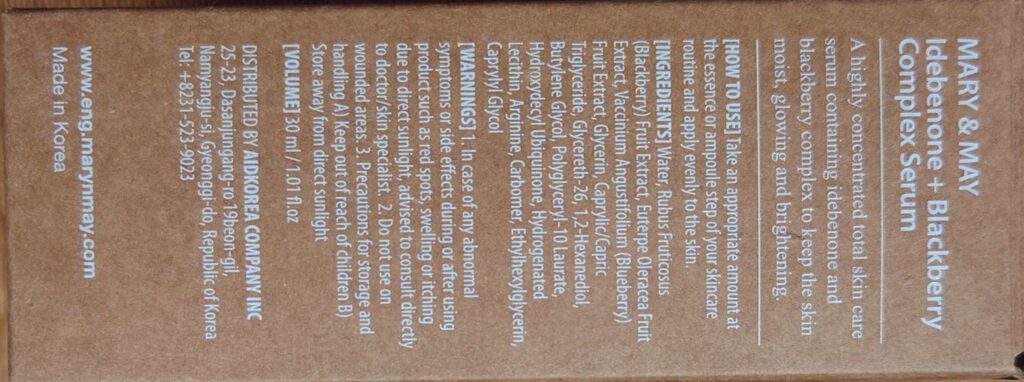 MARY & MAY
Idebenone + Blackberry
Complex Serum
A highly concentrated total skin care
serum containing idebenone and
blackberry complex to keep the skin
moist, glowing and brightening.
[HOW TO USE] Take an appropriate amount at
the essence or ampoule step of your skincare
routine and apply evenly to the skin.
[INGREDIENTS] Water, Rubus Fruticosus
(Blackberry) Fruit Extract, Euterpe Oleracea Fruit
Extract, Vaccinium Angustifolium (Blueberry)
Fruit Extract, Glycerin, Caprylic/Capric
Triglyceride, Glycereth-26, 1,2-Hexanediol,
Butylene Glycol, Polyglyceryl-10 Laurate,
Hydroxydecyl Ubiquinone, Hydrogenated
Lecithin, Arginine, Carbomer, Ethylhexylglycerin,
Caprylyl Glycol
[WARNINGS] 1. In case of any abnormal
symptoms or side effects during or after using
product such as red spots, swelling or itching
due to direct sunlight, advised to consult directly
to doctor/skin specialist. 2. Do not use on
wounded areas. 3. Precautions for storage and
handling A) Keep out of reach of children B)
Store away from direct sunlight
[VOLUME] 30 ml / 1.01 fl.oz
DISTRIBUTED BY ADKOREA COMPANY INC
25-23, Dasanjungang-ro 19beon-gil,
Namyangju-si, Gyeonggi-do, Republic of Korea
Tel: +8231-523-9023
www.eng.marynmay.com
Made in Korea